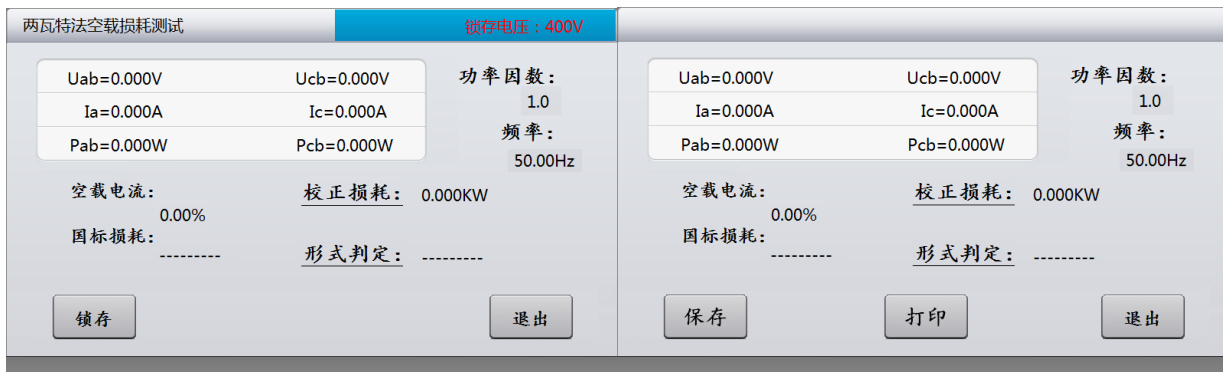 两瓦特法空载损耗测试 锁存电压：400V
Uab=0.000V Ucb=0.000V
Ia=0.000A Ic=0.000A
Pab=0.000W Pcb=0.000W
功率因数：
1.0
频率：
50.00Hz
空载电流：
0.00%
校正损耗： 0.000KW
国标损耗：
---------
形式判定： ---------
锁存 退出
Uab=0.000V Ucb=0.000V
Ia=0.000A Ic=0.000A
Pab=0.000W Pcb=0.000W
功率因数：
1.0
频率：
50.00Hz
空载电流：
0.00%
校正损耗： 0.000KW
国标损耗：
---------
形式判定： ---------
保存 打印 退出